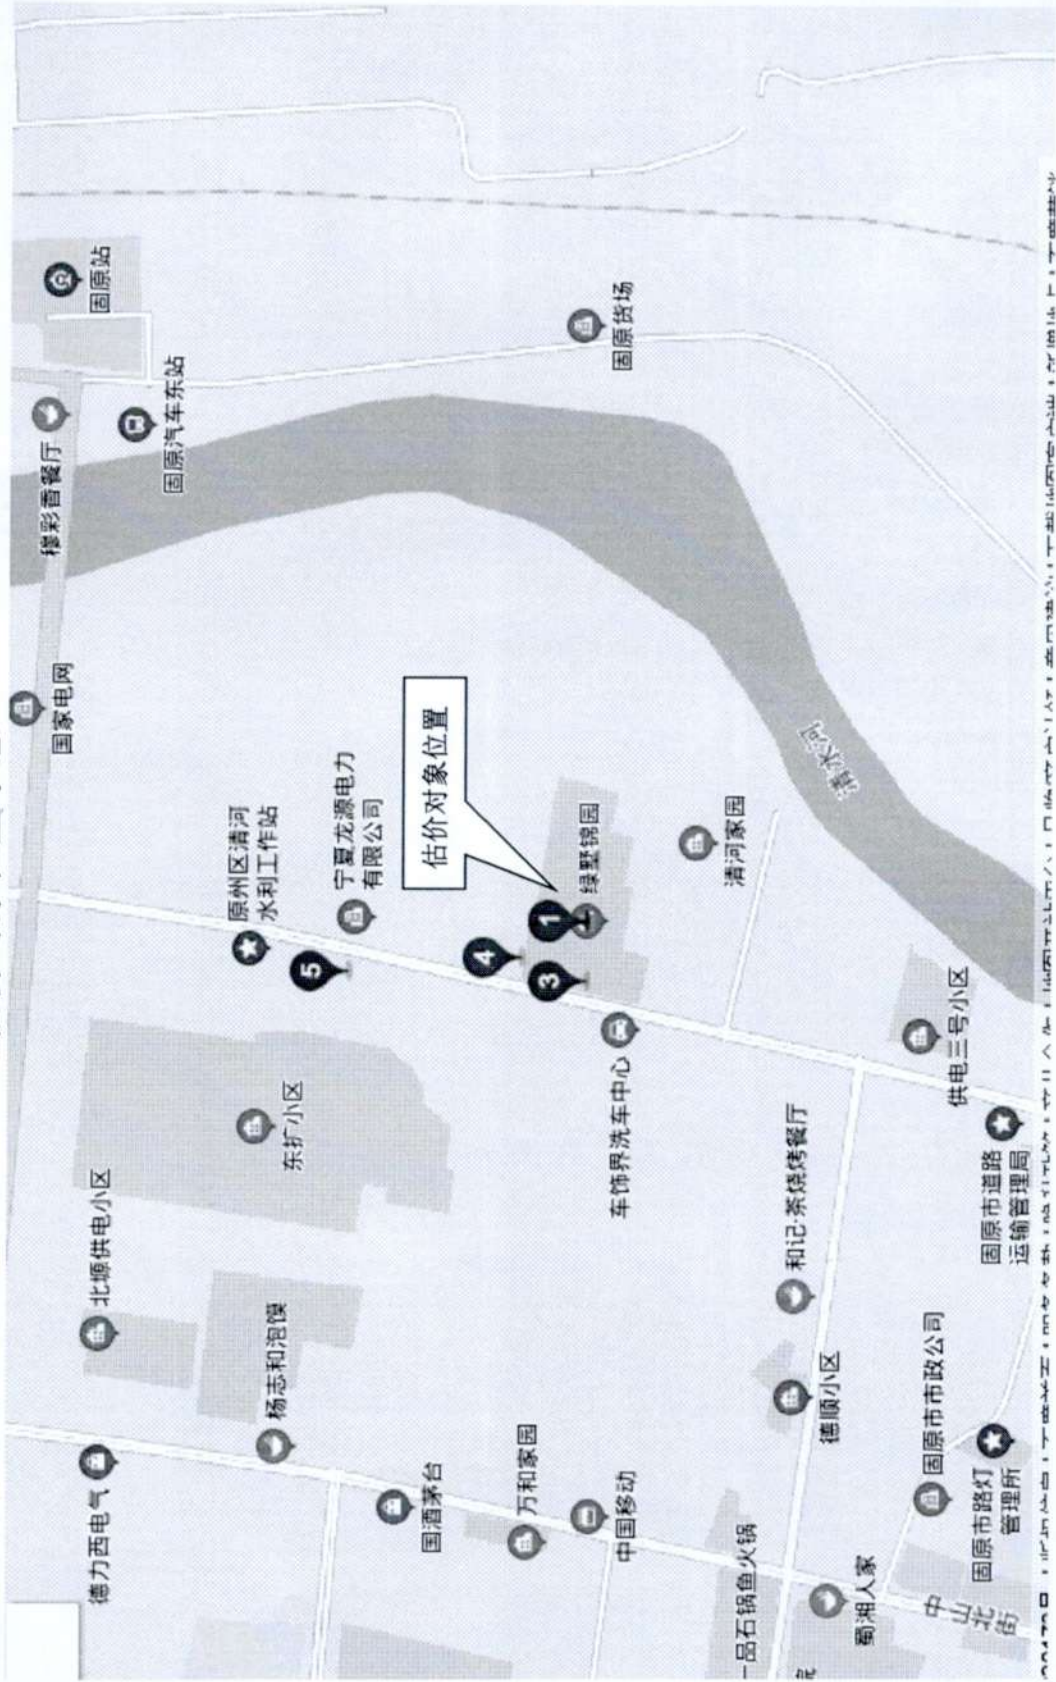 国家电网
穆彩香餐厅
固原站
固原汽车东站
北塬供电小区
德力西电气
东扩小区
原州区清河
水利工作站
5
宁夏龙源电力
有限公司
估价对象位置
杨志和泡馍
国酒茅台
4
3
1
绿墅锦园
固原货场
万和家园
中国移动
车饰界洗车中心
清河家园
清水河
一品石锅鱼火锅
和记·茶烧烤餐厅
德顺小区
蜀湘人家
院
供电三号小区
固原市市政公司
固原市道路
运输管理局
固原市路灯
管理所
中山北街